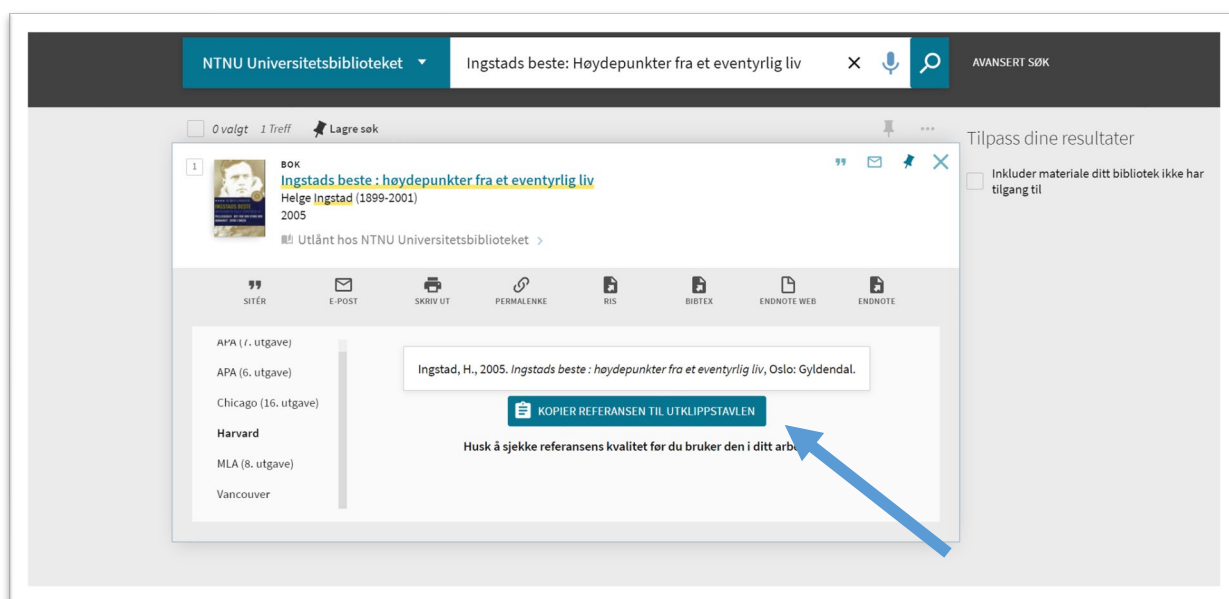 NTNU Universitetsbiblioteket
Ingstads beste: Høydepunkter fra et eventyrlig liv
AVANSERT SØK
0 valgt 1 Treff Lagre søk
Tilpass dine resultater
Inkluder materiale ditt bibliotek ikke har
tilgang til
1
BOK
Ingstads beste : høydepunkter fra et eventyrlig liv
Helge Ingstad (1899-2001)
2005
INGSTADS BESTE
Utlånt hos NTNU Universitetsbiblioteket
SITÉR E-POST SKRIV UT PERMALENKE RIS BIBTEX ENDNOTE WEB ENDNOTE
APA (7. utgave)
APA (6. utgave)
Chicago (16. utgave)
Harvard
MLA (8. utgave)
Vancouver
Ingstad, H., 2005. Ingstads beste : høydepunkter fra et eventyrlig liv, Oslo: Gyldendal.
KOPIER REFERANSEN TIL UTKLIPPSTAVLEN
Husk å sjekke referansens kvalitet før du bruker den i ditt